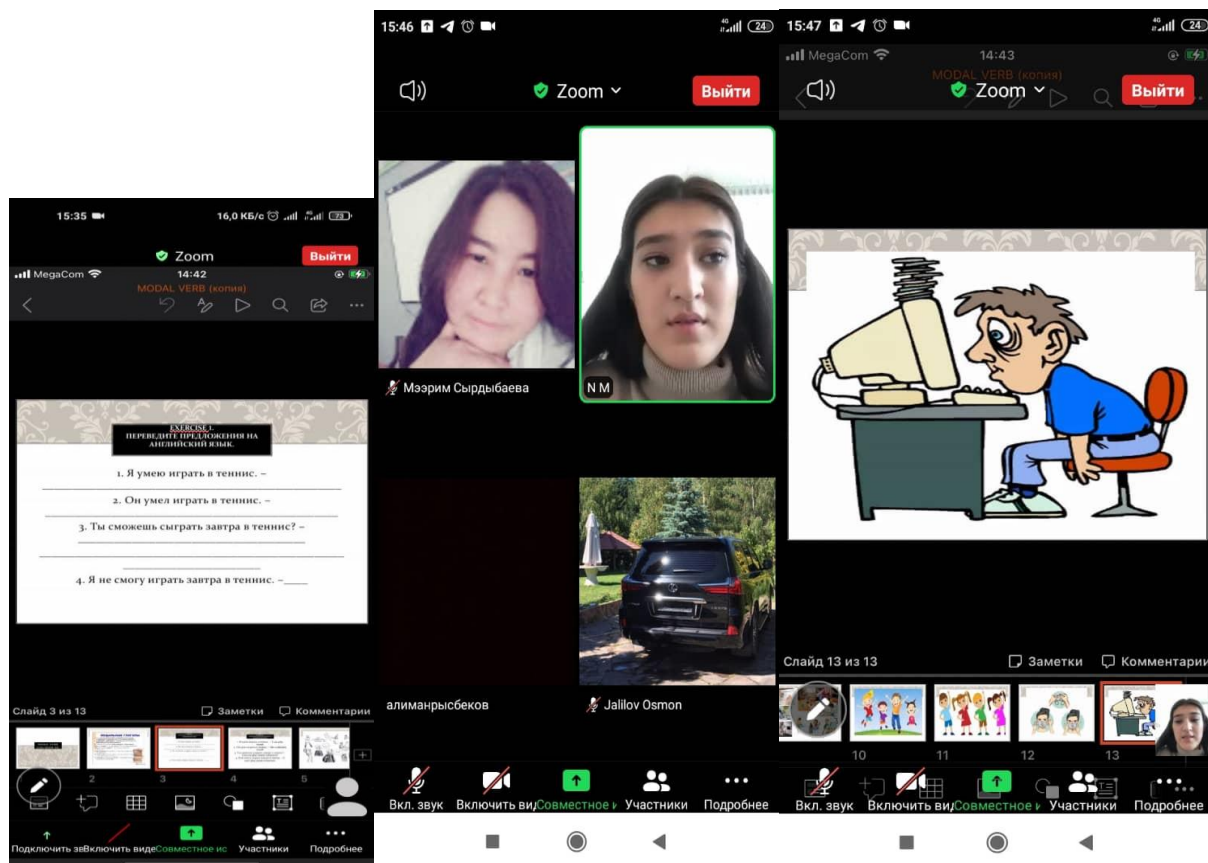 15:35
16,0 КБ/с
4G
73
Zoom
Выйти
MegaCom
14:42
MODAL VERB (копия)
EXERCISE 1.
ПЕРЕВЕДИТЕ ПРЕДЛОЖЕНИЯ НА
АНГЛИЙСКИЙ ЯЗЫК.
1. Я умею играть в теннис. –
2. Он умел играть в теннис. –
3. Ты сможешь сыграть завтра в теннис? –
4. Я не смогу играть завтра в теннис. –
Слайд 3 из 13
Заметки
Комментарии
2
3
4
5
Подключить зв
Включить виде
Совместное ис
Участники
Подробнее
15:46
4G
24
Zoom
Выйти
Мээрим Сырдыбаева
N M
алиманрысбеков
Jalilov Osmon
Вкл. звук
Включить ви
Совместное и
Участники
Подробнее
15:47
4G
24
MegaCom
14:43
MODAL VERB (копия)
Zoom
Выйти
Слайд 13 из 13
Заметки
Комментарии
10
11
12
13
Вкл. звук
Включить ви
Совместное и
Участники
Подробнее